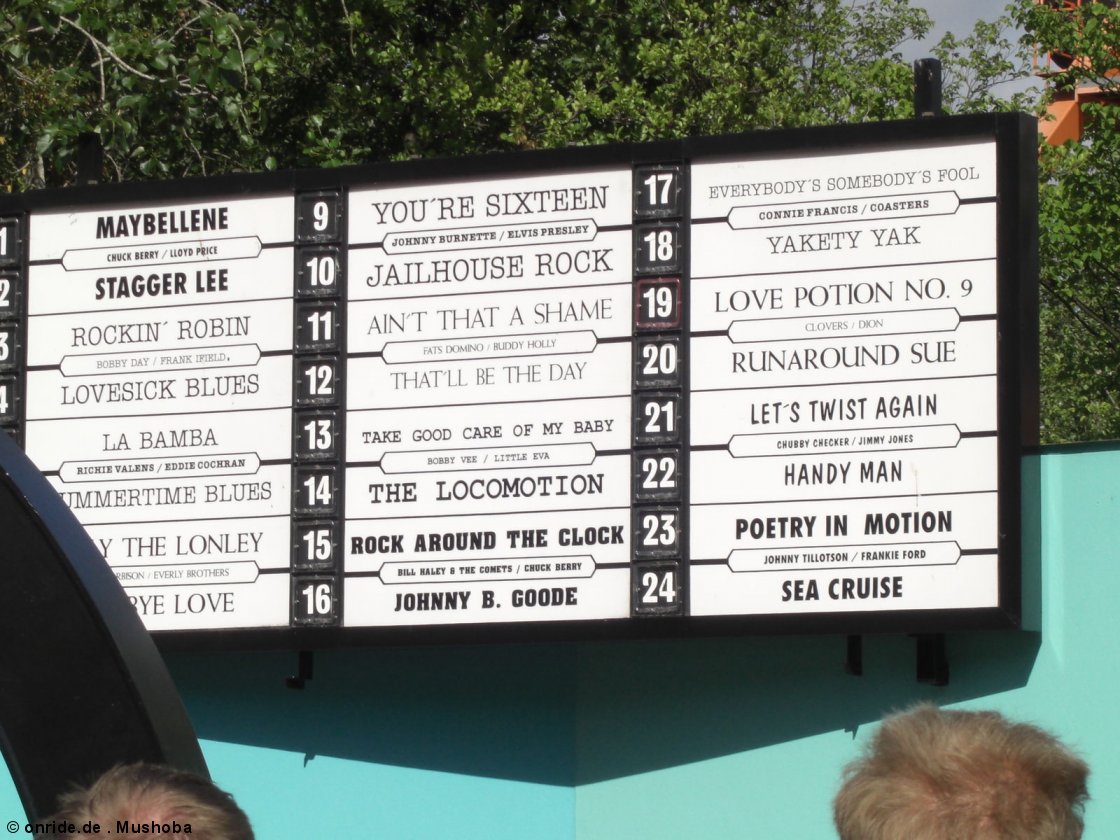 1
MAYBELLENE
CHUCK BERRY / LLOYD PRICE
2
STAGGER LEE
3
ROCKIN´ ROBIN
BOBBY DAY / FRANK IFIELD.
4
LOVESICK BLUES
LA BAMBA
RICHIE VALENS / EDDIE COCHRAN
UMMERTIME BLUES
Y THE LONLEY
RBISON / EVERLY BROTHERS
BYE LOVE
9
YOU´RE SIXTEEN
JOHNNY BURNETTE / ELVIS PRESLEY
10
JAILHOUSE ROCK
11
AIN´T THAT A SHAME
FATS DOMINO / BUDDY HOLLY
12
THAT´LL BE THE DAY
13
TAKE GOOD CARE OF MY BABY
BOBBY VEE / LITTLE EVA
14
THE LOCOMOTION
15
ROCK AROUND THE CLOCK
BILL HALEY & THE COMETS / CHUCK BERRY
16
JOHNNY B. GOODE
17
EVERYBODY´S SOMEBODY´S FOOL
CONNIE FRANCIS / COASTERS
18
YAKETY YAK
19
LOVE POTION NO. 9
CLOVERS / DION
20
RUNAROUND SUE
21
LET´S TWIST AGAIN
CHUBBY CHECKER / JIMMY JONES
22
HANDY MAN
23
POETRY IN MOTION
JOHNNY TILLOTSON / FRANKIE FORD
24
SEA CRUISE
© onride.de . Mushoba